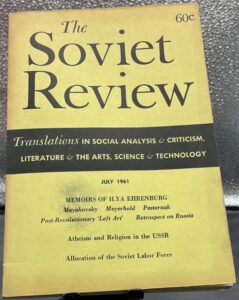 60¢
The
Soviet
Review
Translations IN SOCIAL ANALYSIS & CRITICISM,
LITERATURE & THE ARTS, SCIENCE & TECHNOLOGY
JULY 1961
MEMOIRS OF ILYA EHRENBURG
Mayakovsky Meyerhold Pasternak
Post-Revolutionary 'Left Art' Retrospect on Russia
Atheism and Religion in the USSR
Allocation of the Soviet Labor Force